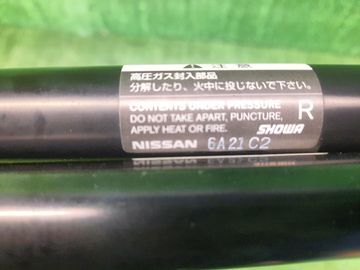 注意
高圧ガス封入部品
分解したり、火中に投じないで下さい。
CONTENTS UNDER PRESSURE
DO NOT TAKE APART, PUNCTURE,
APPLY HEAT OR FIRE.
R
SHOWA
NISSAN 6A21 C2